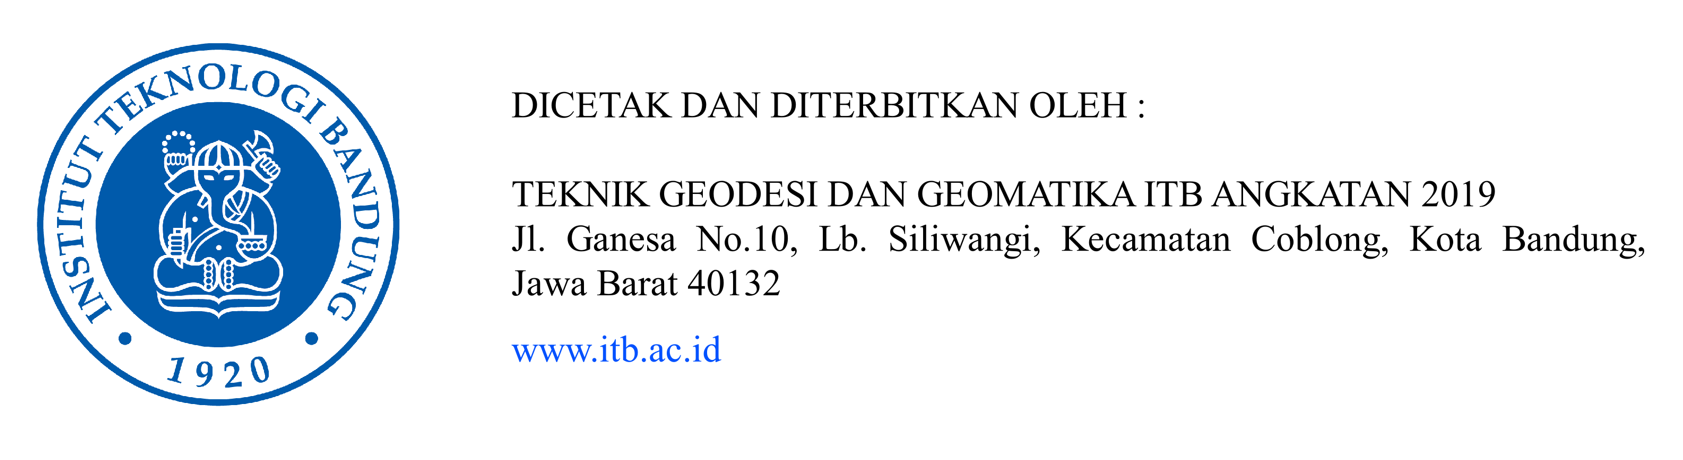 INSTITUT TEKNOLOGI BANDUNG
1920
DICETAK DAN DITERBITKAN OLEH :
TEKNIK GEODESI DAN GEOMATIKA ITB ANGKATAN 2019
Jl. Ganesa No.10, Lb. Siliwangi, Kecamatan Coblong, Kota Bandung,
Jawa Barat 40132
www.itb.ac.id